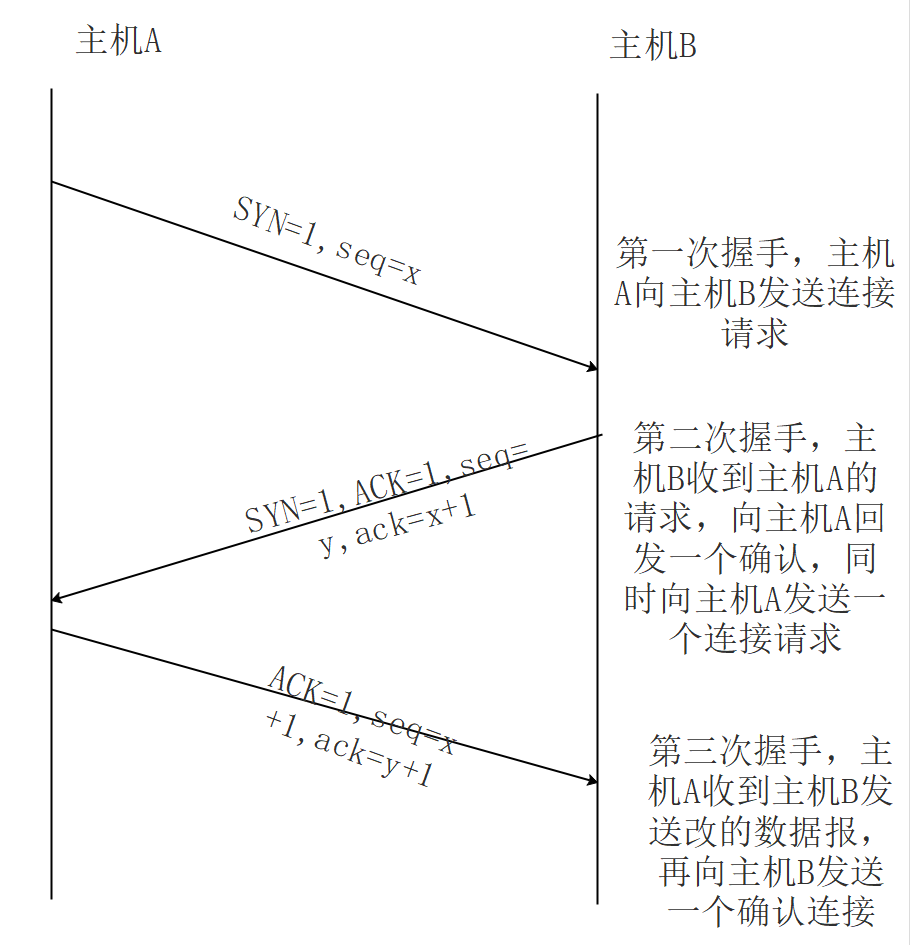 主机A
主机B
SYN=1,seq=x
第一次握手，主机
A向主机B发送连接
请求
SYN=1,ACK=1,seq=
y,ack=x+1
第二次握手，主
机B收到主机A的
请求，向主机A回
发一个确认，同
时向主机A发送一
个连接请求
ACK=1,seq=x
+1,ack=y+1
第三次握手，主
机A收到主机B发
送改的数据报，
再向主机B发送
一个确认连接